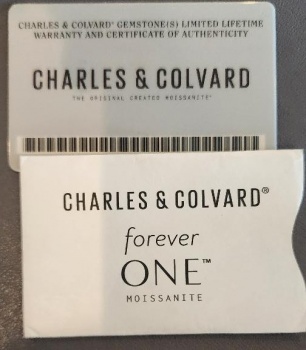 CHARLES & COLVARD® GEMSTONE(S) LIMITED LIFETIME
WARRANTY AND CERTIFICATE OF AUTHENTICITY
CHARLES & COLVARD
THE ORIGINAL CREATED MOISSANITE®
CHARLES & COLVARD®
forever
ONE™
MOISSANITE